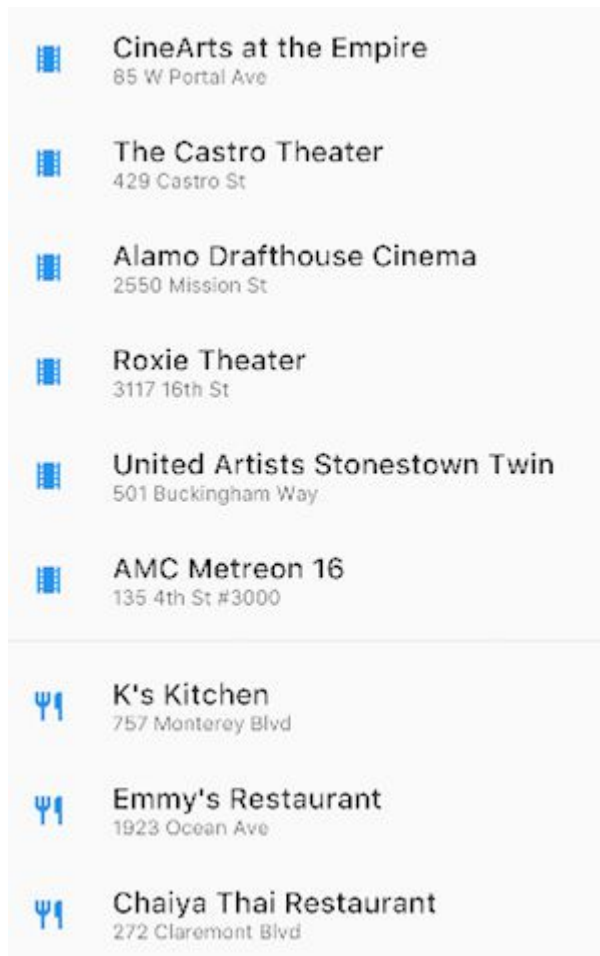 CineArts at the Empire
85 W Portal Ave
The Castro Theater
429 Castro St
Alamo Drafthouse Cinema
2550 Mission St
Roxie Theater
3117 16th St
United Artists Stonestown Twin
501 Buckingham Way
AMC Metreon 16
135 4th St #3000
K's Kitchen
757 Monterey Blvd
Emmy's Restaurant
1923 Ocean Ave
Chaiya Thai Restaurant
272 Claremont Blvd